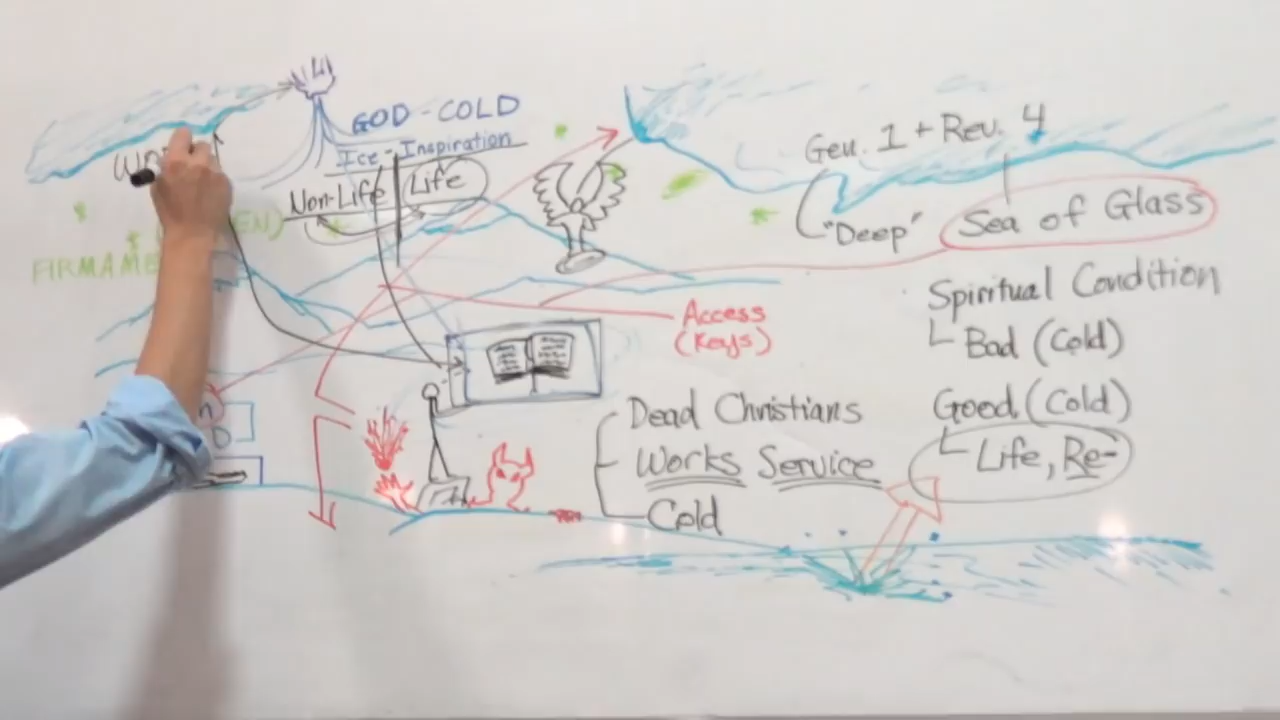 GOD - COLD
Ice - Inspiration
Non-Life | Life
FIRMAME
Gen. 1 + Rev. 4
"Deep"
Sea of Glass
Access
(Keys)
Spiritual Condition
Bad (Cold)
Good (Cold)
Life, Re-
Dead Christians
Works Service
Cold